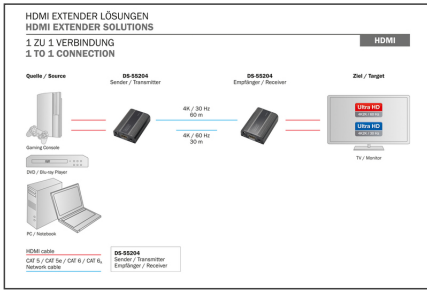 HDMI EXTENDER LÖSUNGEN
HDMI EXTENDER SOLUTIONS
1 ZU 1 VERBINDUNG
1 TO 1 CONNECTION
HDMI
Quelle / Source
DS-55204
Sender / Transmitter
DS-55204
Empfänger / Receiver
Ziel / Target
4K / 30 Hz
60 m
4K / 60 Hz
30 m
Ultra HD
Ultra HD
Gaming Console
TV / Monitor
DVD / Blu-ray Player
PC / Notebook
HDMI cable
CAT 5 / CAT 5e / CAT 6 / CAT 6A
Network cable
DS-55204
Sender / Transmitter
Empfänger / Receiver